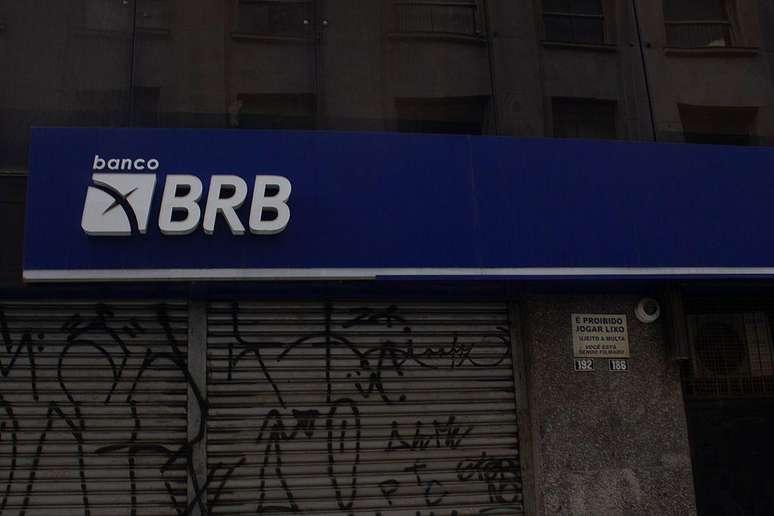 banco
BRB
É PROIBIDO
JOGAR LIXO
SUJEITO A MULTA
VOCÊ ESTÁ
SENDO FILMADO
192 186